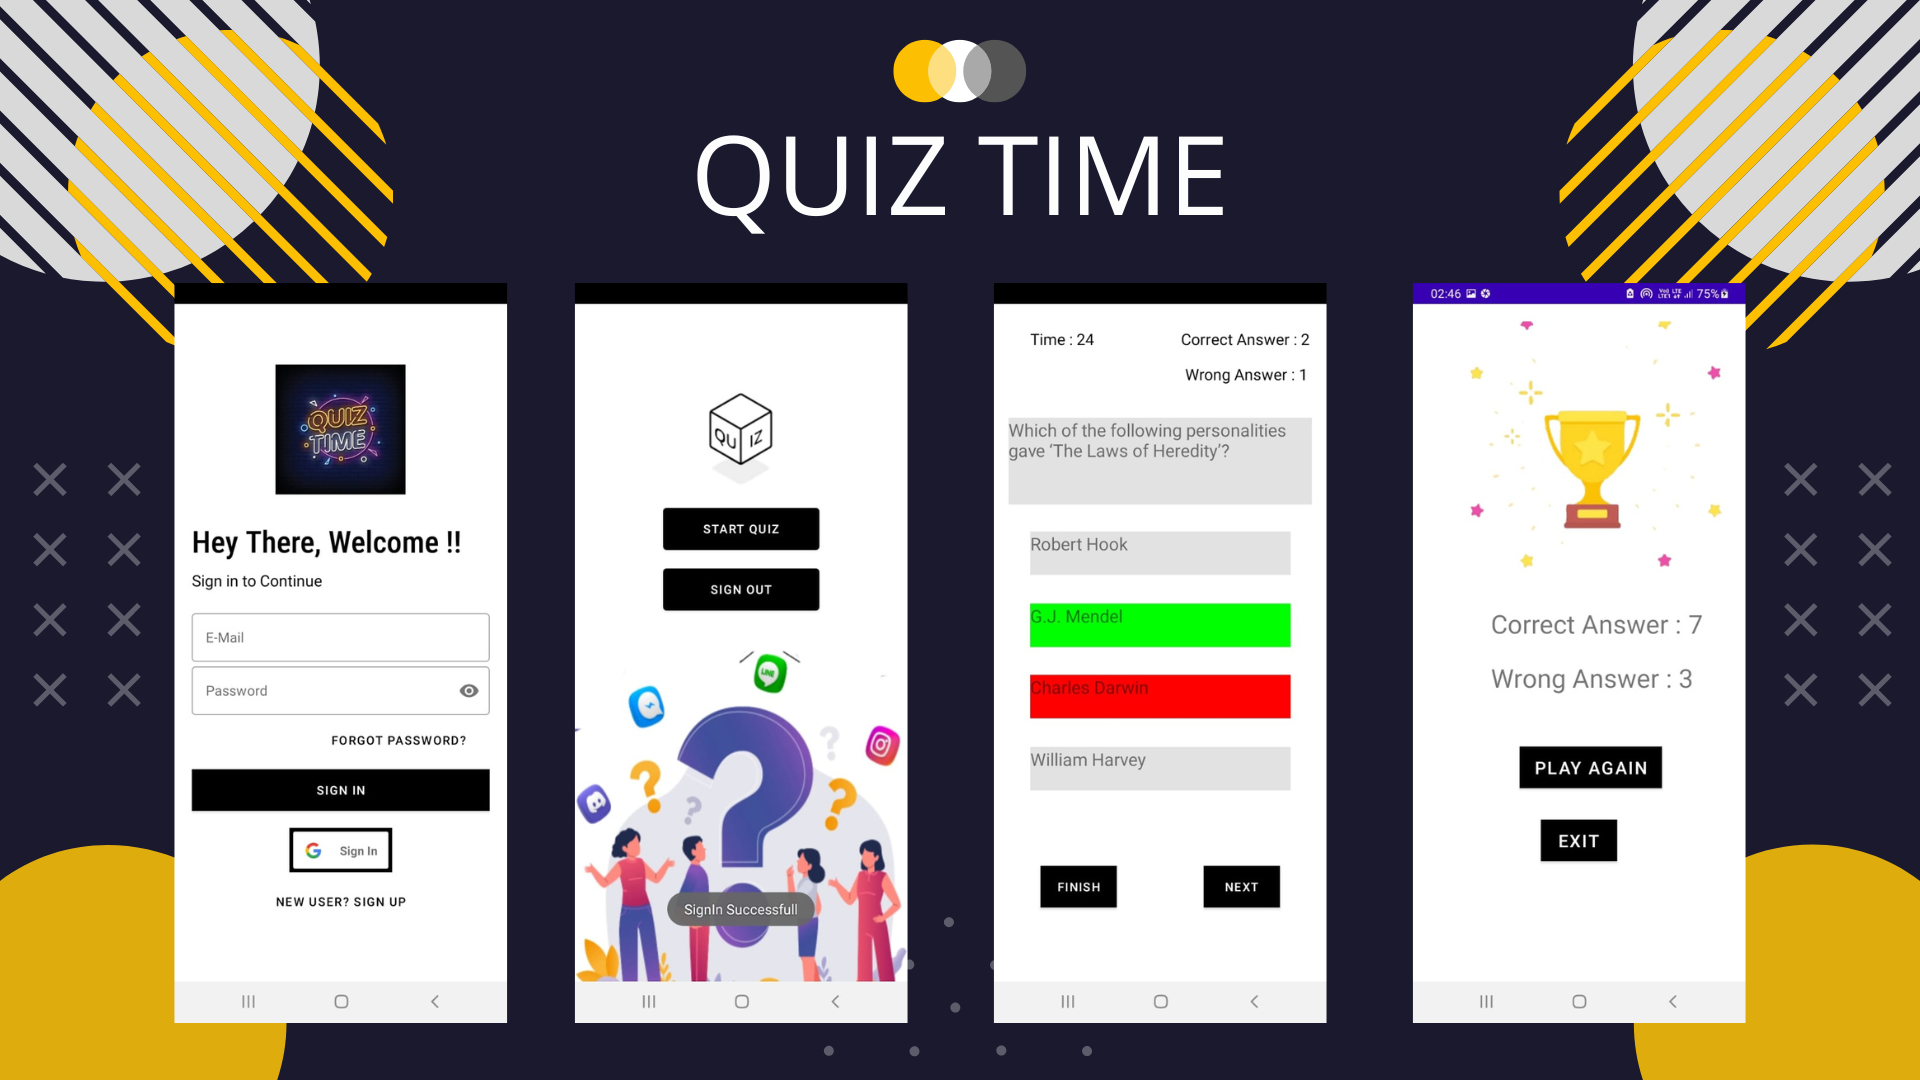 QUIZ TIME
QUIZ
TIME
Hey There, Welcome !!
Sign in to Continue
E-Mail
Password
FORGOT PASSWORD?
SIGN IN
Sign In
NEW USER? SIGN UP
QU IZ
START QUIZ
SIGN OUT
LINE
SignIn Successfull
Time : 24
Correct Answer : 2
Wrong Answer : 1
Which of the following personalities
gave ‘The Laws of Heredity’?
Robert Hook
G.J. Mendel
Charles Darwin
William Harvey
FINISH
NEXT
02:46
75%
Correct Answer : 7
Wrong Answer : 3
PLAY AGAIN
EXIT